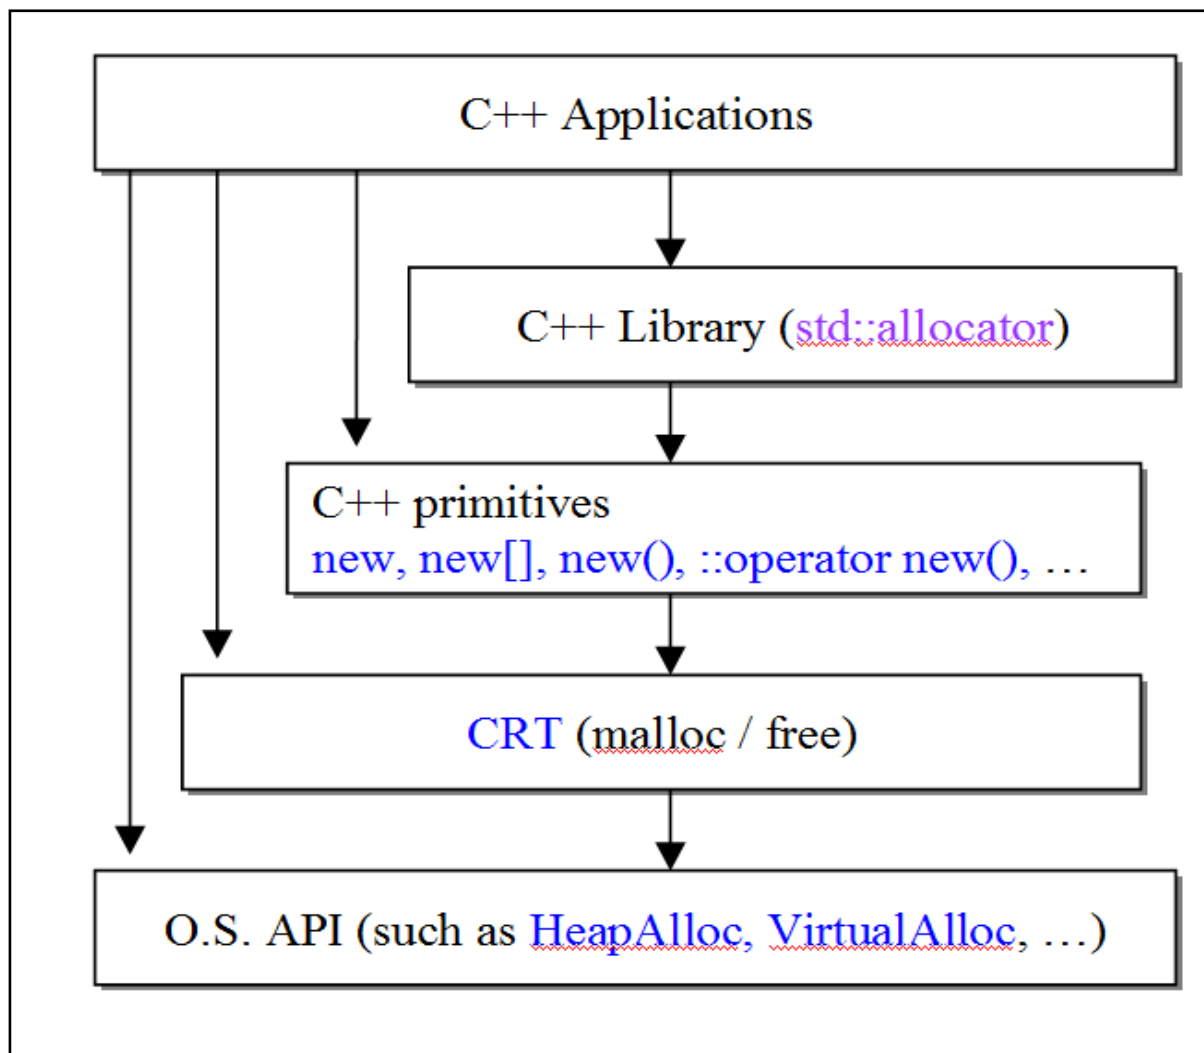 C++ Applications
C++ Library (std::allocator)
C++ primitives
new, new[], new(), ::operator new(), …
CRT (malloc / free)
O.S. API (such as HeapAlloc, VirtualAlloc, …)